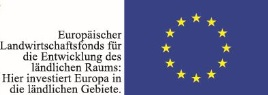 Europäischer
Landwirtschaftsfonds für
die Entwicklung des
ländlichen Raums:
Hier investiert Europa in
die ländlichen Gebiete.